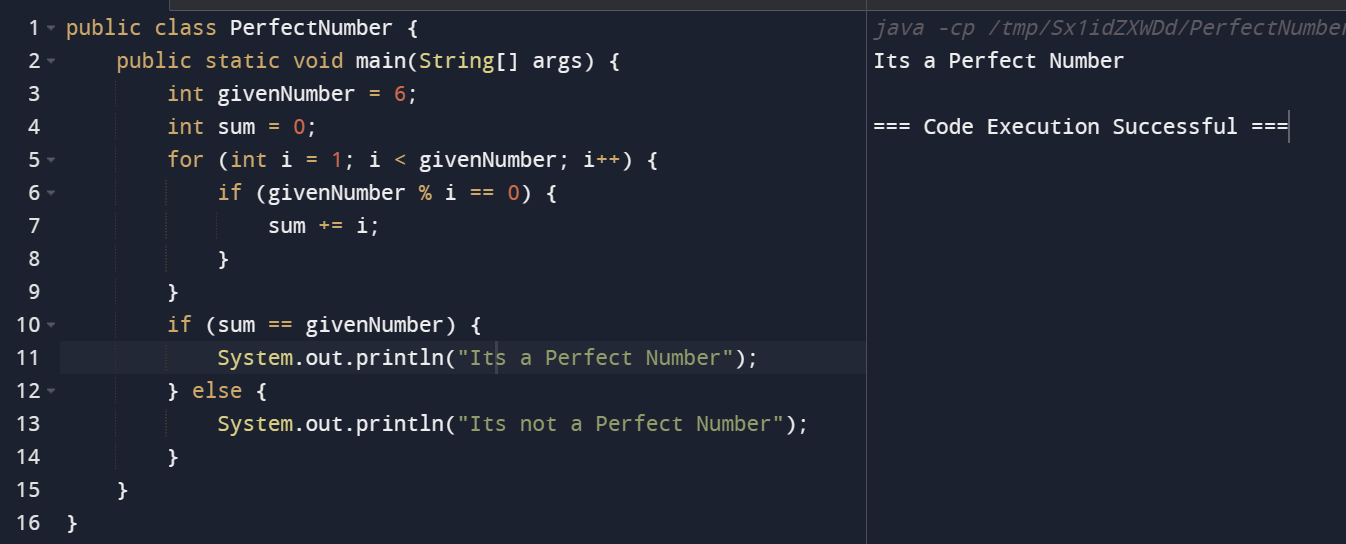 1 public class PerfectNumber {
2     public static void main(String[] args) {
3         int givenNumber = 6;
4         int sum = 0;
5         for (int i = 1; i < givenNumber; i++) {
6             if (givenNumber % i == 0) {
7                 sum += i;
8             }
9         }
10         if (sum == givenNumber) {
11             System.out.println("Its a Perfect Number");
12         } else {
13             System.out.println("Its not a Perfect Number");
14         }
15     }
16 }
java -cp /tmp/Sx1idZXWDd/PerfectNumber
Its a Perfect Number
=== Code Execution Successful ===